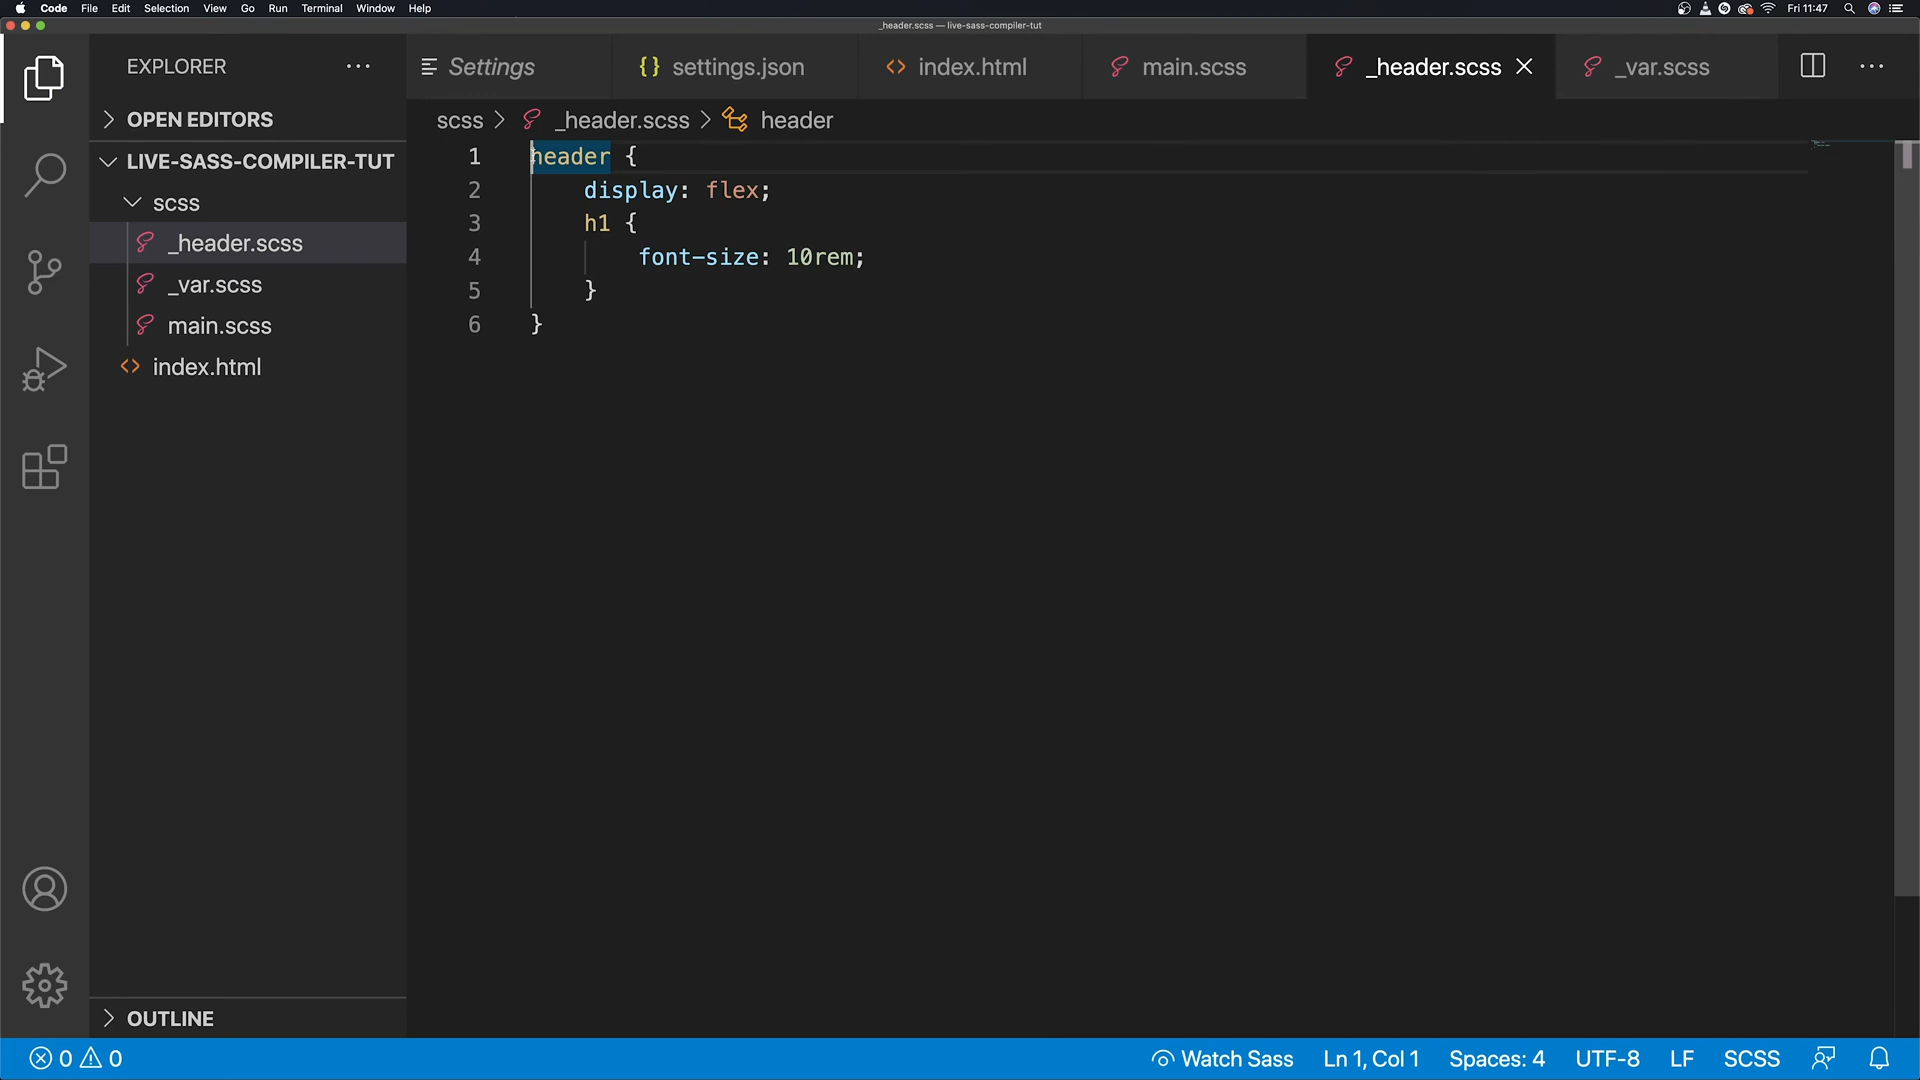 Code File Edit Selection View Go Run Terminal Window Help Fri 11:47
_header.scss — live-sass-compiler-tut
EXPLORER
Settings settings.json index.html main.scss _header.scss _var.scss
OPEN EDITORS
scss > _header.scss > header
LIVE-SASS-COMPILER-TUT
scss
_header.scss
_var.scss
main.scss
index.html
1 header {
2 display: flex;
3 h1 {
4 font-size: 10rem;
5 }
6 }
OUTLINE
0 0 Watch Sass Ln 1, Col 1 Spaces: 4 UTF-8 LF SCSS